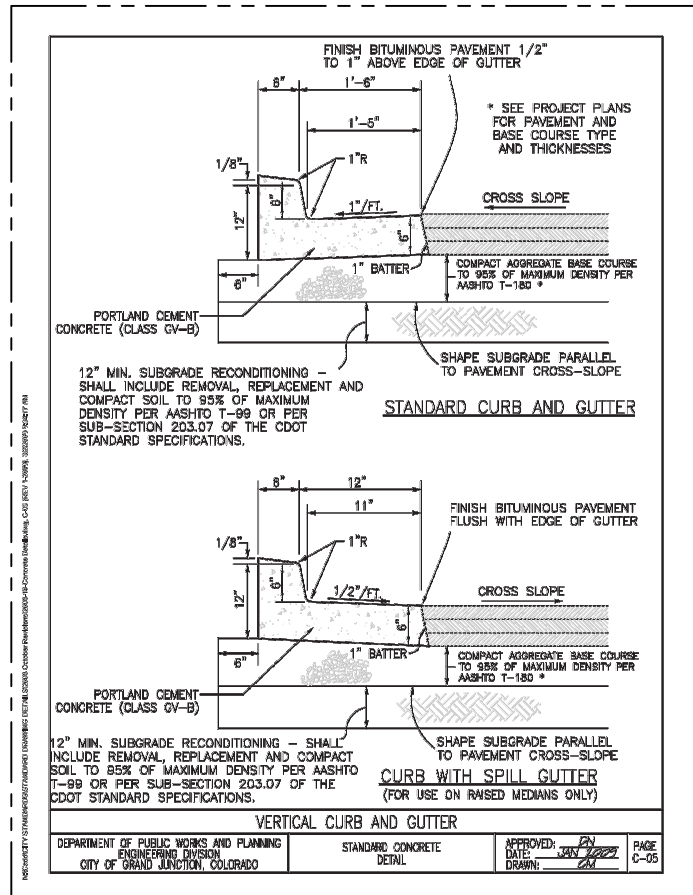 FINISH BITUMINOUS PAVEMENT 1/2"
TO 1" ABOVE EDGE OF GUTTER
6"
1'-6"
1'-5"
* SEE PROJECT PLANS
FOR PAVEMENT AND
BASE COURSE TYPE
AND THICKNESSES
1/8"
1"R
6"
1"/FT.
CROSS SLOPE
12"
6"
1" BATTER
COMPACT AGGREGATE BASE COURSE
TO 95% OF MAXIMUM DENSITY PER
AASHTO T-180 *
6"
PORTLAND CEMENT
CONCRETE (CLASS GV-B)
SHAPE SUBGRADE PARALLEL
TO PAVEMENT CROSS-SLOPE
12" MIN. SUBGRADE RECONDITIONING -
SHALL INCLUDE REMOVAL, REPLACEMENT AND
COMPACT SOIL TO 95% OF MAXIMUM
DENSITY PER AASHTO T-99 OR PER
SUB-SECTION 203.07 OF THE CDOT
STANDARD SPECIFICATIONS.
STANDARD CURB AND GUTTER
6"
12"
11"
FINISH BITUMINOUS PAVEMENT
FLUSH WITH EDGE OF GUTTER
1/8"
1"R
6"
1/2"/FT.
CROSS SLOPE
12"
6"
1" BATTER
COMPACT AGGREGATE BASE COURSE
TO 95% OF MAXIMUM DENSITY PER
AASHTO T-180 *
6"
PORTLAND CEMENT
CONCRETE (CLASS GV-B)
12" MIN. SUBGRADE RECONDITIONING - SHALL
INCLUDE REMOVAL, REPLACEMENT AND COMPACT
SOIL TO 95% OF MAXIMUM DENSITY PER AASHTO
T-99 OR PER SUB-SECTION 203.07 OF THE
CDOT STANDARD SPECIFICATIONS.
SHAPE SUBGRADE PARALLEL
TO PAVEMENT CROSS-SLOPE
CURB WITH SPILL GUTTER
(FOR USE ON RAISED MEDIANS ONLY)
VERTICAL CURB AND GUTTER
DEPARTMENT OF PUBLIC WORKS AND PLANNING
ENGINEERING DIVISION
CITY OF GRAND JUNCTION, COLORADO
STANDARD CONCRETE
DETAIL
APPROVED: DN
DATE: JAN 2005
DRAWN: OM
PAGE
C-05